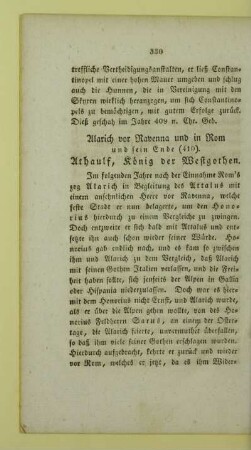 330
treffliche Vertheidigungsanstalten, er ließ Constan-
tinopel mit einer hohen Mauer umgeben und schlug
auch die Hunnen, die in Vereinigung mit den
Skyren wirklich heranzogen, um sich Constantino-
pels zu bemächtigen, mit gutem Erfolge zurück.
Dieß geschah im Jahre 409 n. Chr. Geb.
Alarich vor Ravenna und in Rom
und sein Ende (410).
Athaulf, König der Westgothen.
Im folgenden Jahre nach der Einnahme Rom's
zog Alarich in Begleitung des Attalus mit
einem ansehnlichen Heer vor Ravenna, welche
feste Stadt er nun belagerte, um den Hono-
rius hierdurch zu einem Vergleiche zu zwingen.
Doch entzweite er sich bald mit Attalus und ent-
setzte ihn auch schon wieder seiner Würde. Ho-
norius gab endlich nach, und es kam so zwischen
ihm und Alarich zu dem Vergleich, daß Alarich
mit seinen Gothen Italien verlassen, und die Frei-
heit haben sollte, sich jenseits der Alpen in Gallia
oder Hispania niederzulassen. Doch war es hier-
mit dem Honorius nicht Ernst, und Alarich wurde,
als er über die Alpen gehen wollte, von des Ho-
norius Feldherrn Sarus, an einem der Oster-
tage, die Alarich feierte, unvermuthet überfallen,
so daß ihm viele seiner Gothen erschlagen wurden.
Hierdurch aufgebracht, kehrte er zurück und wieder
vor Rom, welches er jetzt, da es ihm Wider-